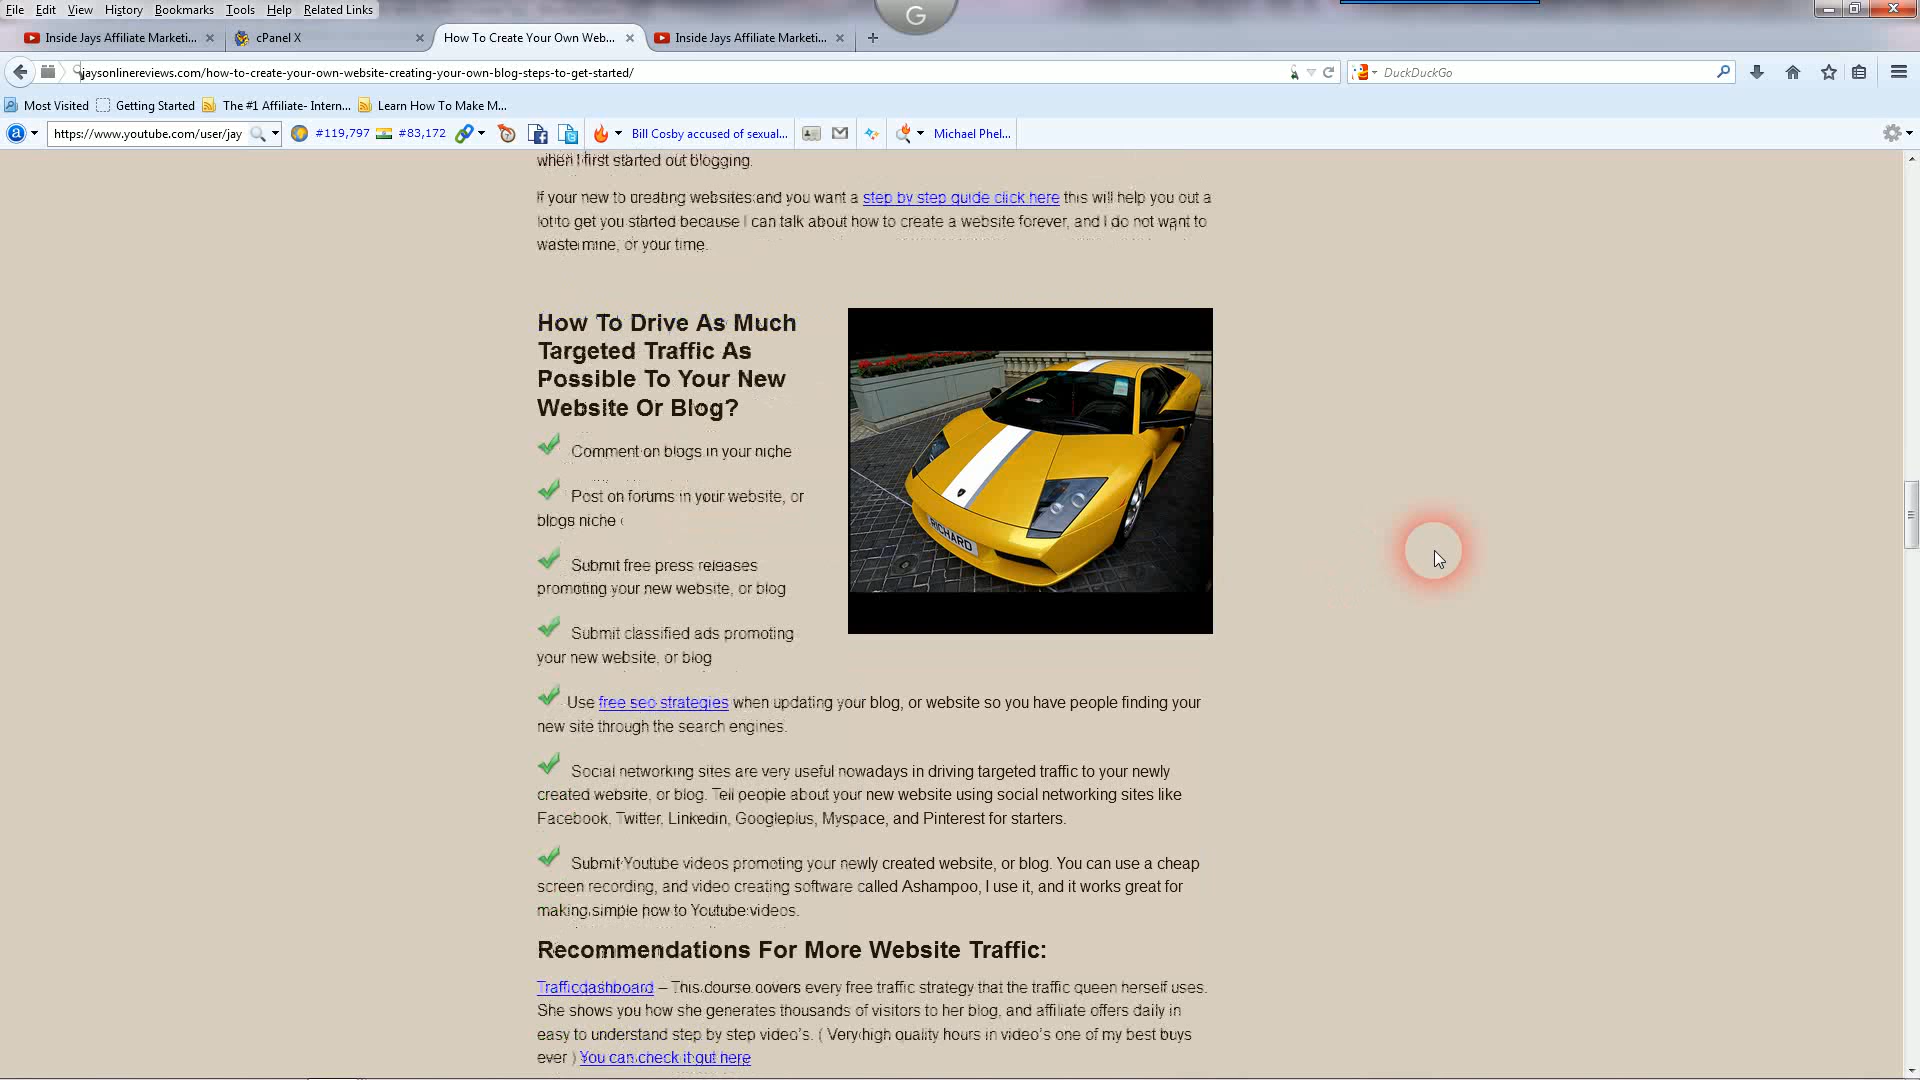 File Edit View History Bookmarks Tools Help Related Links
G
Inside Jays Affiliate Marketi... cPanel X How To Create Your Own Web... Inside Jays Affiliate Marketi...
jaysonlinereviews.com/how-to-create-your-own-website-creating-your-own-blog-steps-to-get-started/ DuckDuckGo
Most Visited Getting Started The #1 Affiliate- Intern... Learn How To Make M...
https://www.youtube.com/user/jay #119,797 #83,172 Bill Cosby accused of sexual... Michael Phel...
when I first started out blogging.
If your new to creating websites and you want a step by step guide click here this will help you out a
lot to get you started because I can talk about how to create a website forever, and I do not want to
waste mine, or your time.
How To Drive As Much
Targeted Traffic As
Possible To Your New
Website Or Blog?
Comment on blogs in your niche
Post on forums in your website, or
blogs niche
Submit free press releases
promoting your new website, or blog
Submit classified ads promoting
your new website, or blog
RICHARD
Use free seo strategies when updating your blog, or website so you have people finding your
new site through the search engines.
Social networking sites are very useful nowadays in driving targeted traffic to your newly
created website, or blog. Tell people about your new website using social networking sites like
Facebook, Twitter, Linkedin, Googleplus, Myspace, and Pinterest for starters.
Submit Youtube videos promoting your newly created website, or blog. You can use a cheap
screen recording, and video creating software called Ashampoo, I use it, and it works great for
making simple how to Youtube videos.
Recommendations For More Website Traffic:
Trafficdashboard – This course covers every free traffic strategy that the traffic queen herself uses.
She shows you how she generates thousands of visitors to her blog, and affiliate offers daily in
easy to understand step by step video's. ( Very high quality hours in video's one of my best buys
ever ) You can check it out here